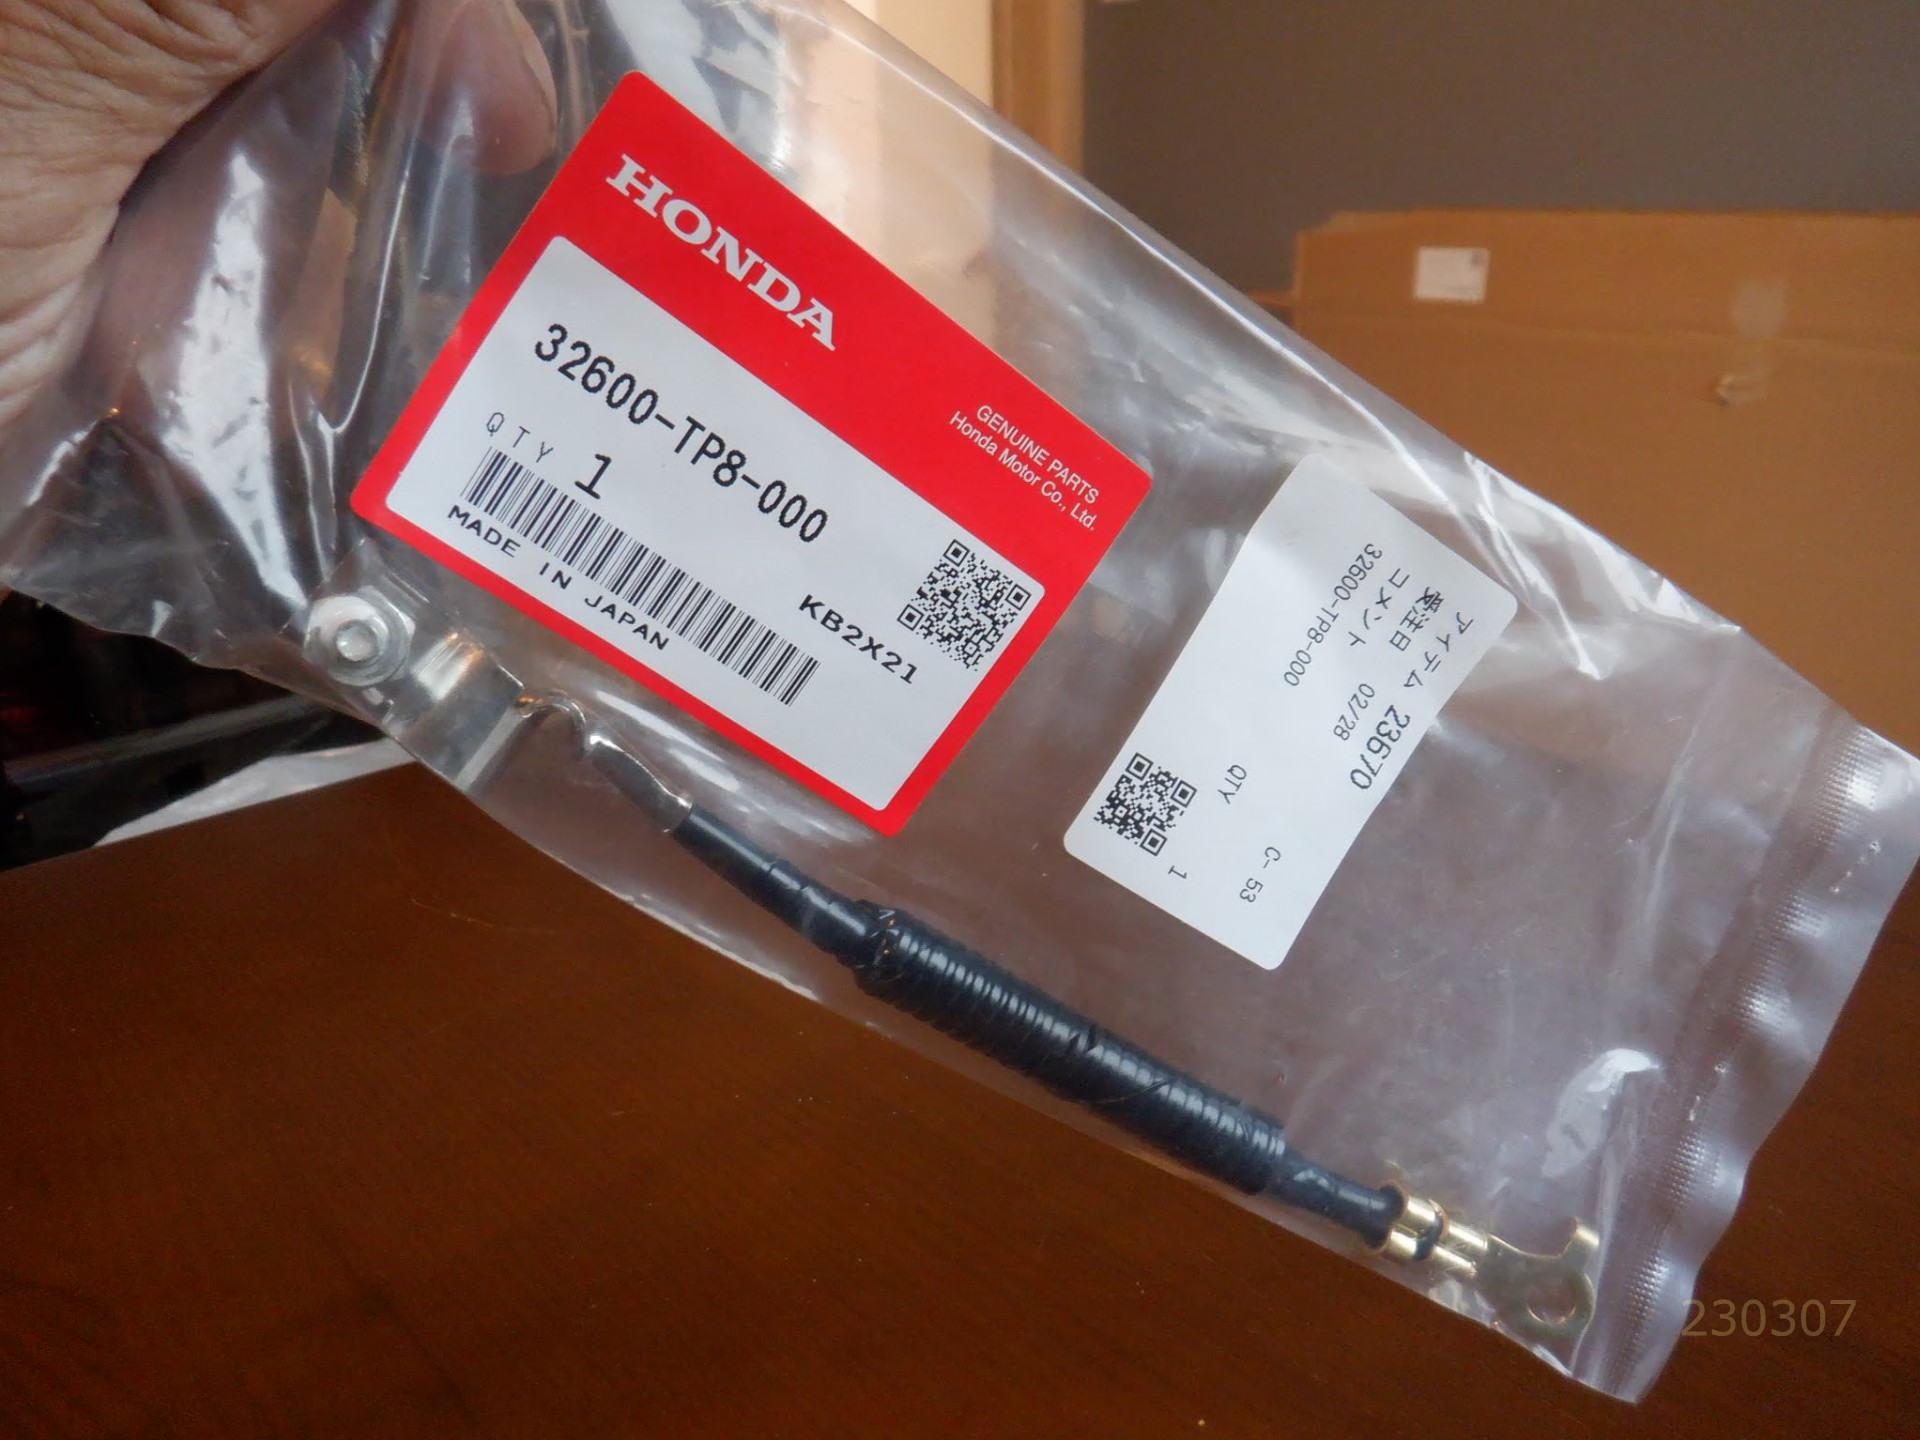 HONDA
GENUINE PARTS
Honda Motor Co., Ltd.
32600-TP8-000
QTY 1
KB2X21
MADE IN JAPAN
アイテム 23670
受注日 02/28
コメント
32600-TP8-000
C- 53
QTY 1
230307